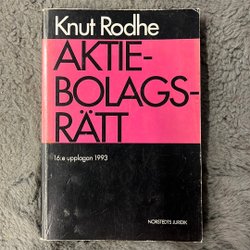 Knut Rodhe
AKTIE-
BOLAGS-
RÄTT
16:e upplagan 1993
NORSTEDTS JURIDIK